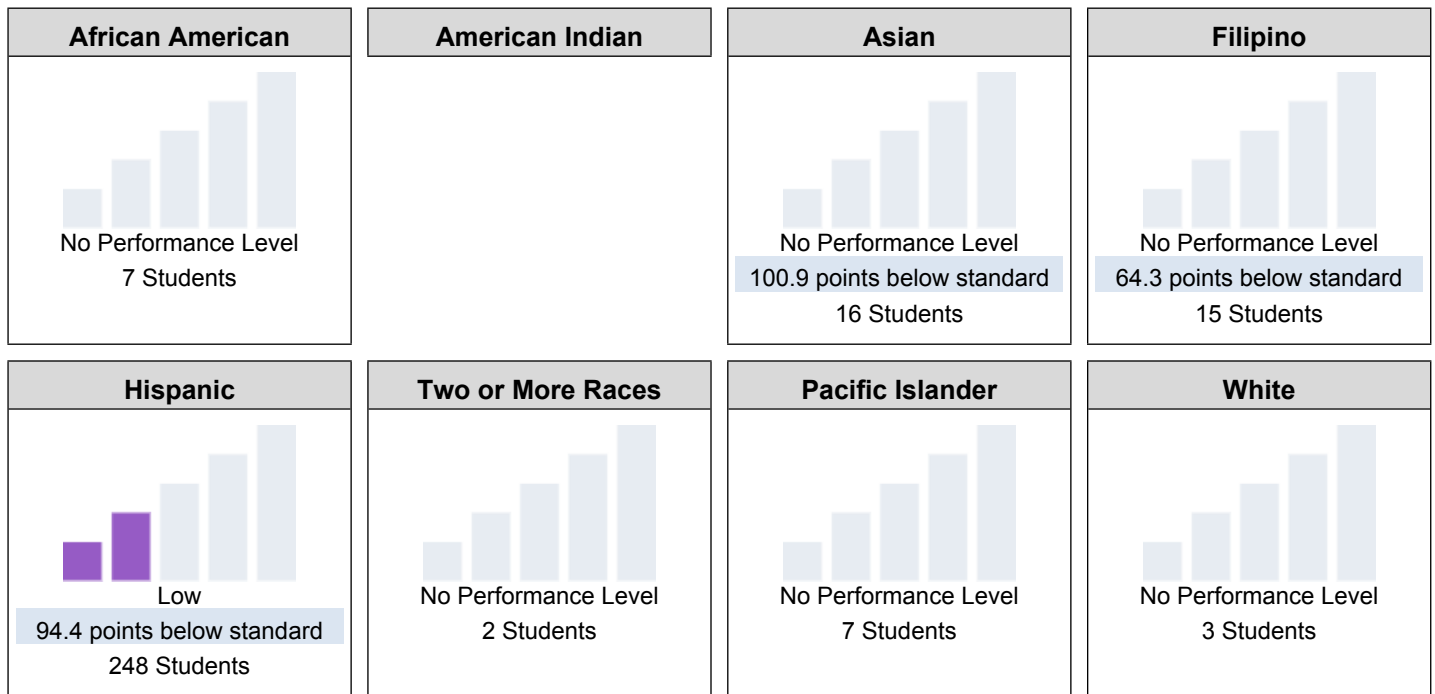 African American
No Performance Level
7 Students
American Indian
Asian
No Performance Level
100.9 points below standard
16 Students
Filipino
No Performance Level
64.3 points below standard
15 Students
Hispanic
Low
94.4 points below standard
248 Students
Two or More Races
No Performance Level
2 Students
Pacific Islander
No Performance Level
7 Students
White
No Performance Level
3 Students